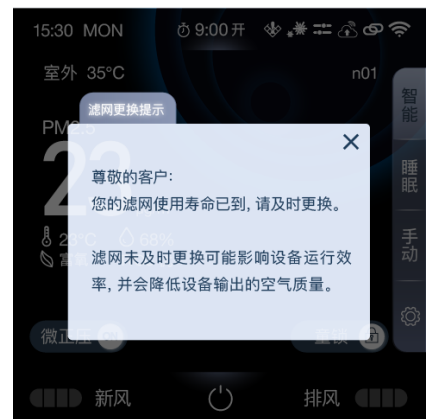 15:30 MON
9:00开
室外 35°C
n01
智能
滤网更换提示
PM2.5
23
睡眠
尊敬的客户：
您的滤网使用寿命已到，请及时更换。
手动
滤网未及时更换可能影响设备运行效
率，并会降低设备输出的空气质量。
68%
微正压
童锁
新风
排风